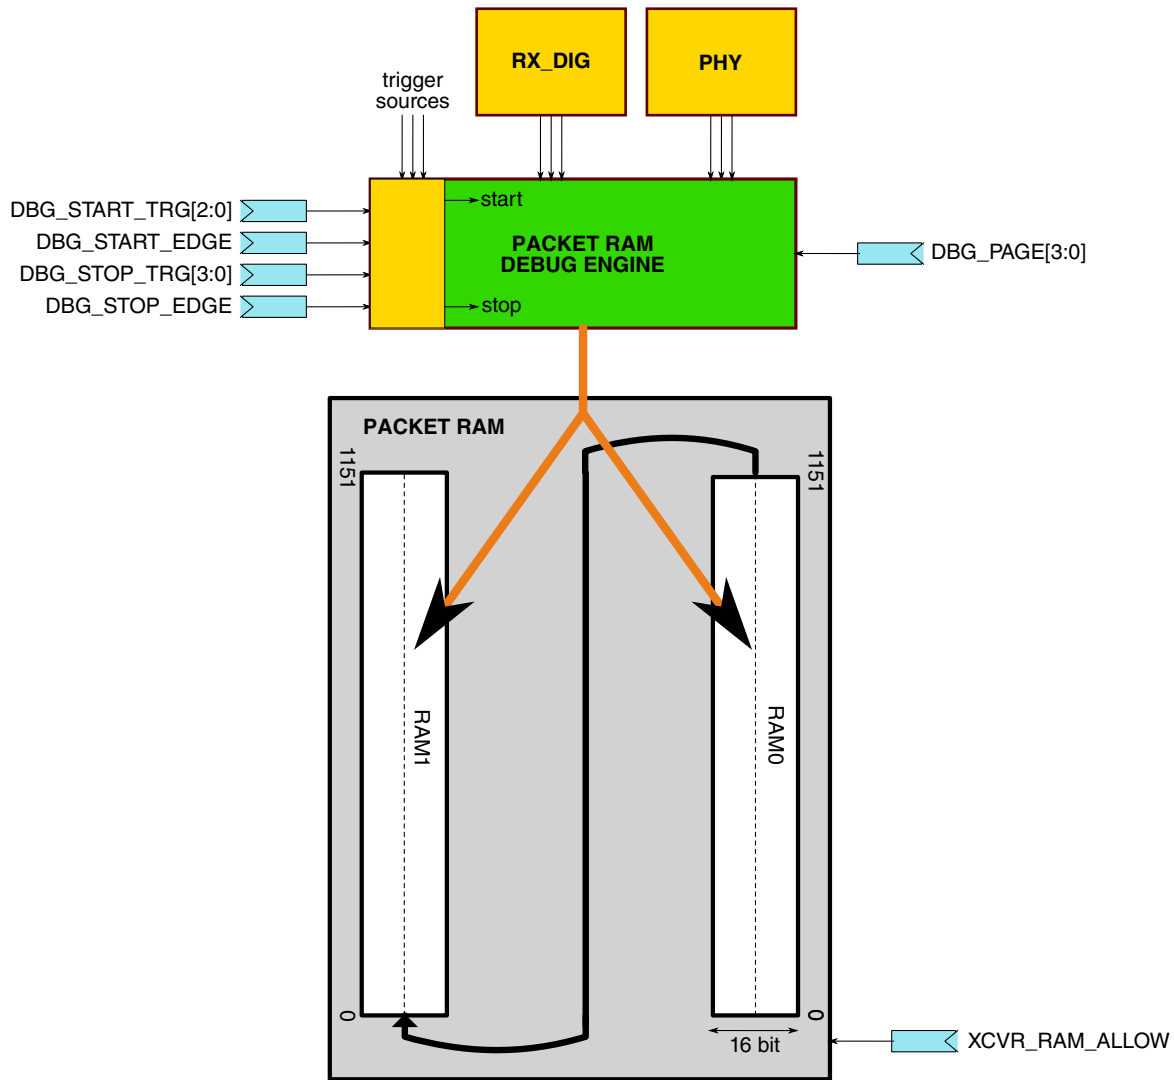 RX_DIG
PHY
trigger
sources
DBG_START_TRG[2:0]
DBG_START_EDGE
DBG_STOP_TRG[3:0]
DBG_STOP_EDGE
start
PACKET RAM
DEBUG ENGINE
stop
DBG_PAGE[3:0]
PACKET RAM
1151
1151
RAM1
RAM0
0
0
16 bit
XCVR_RAM_ALLOW